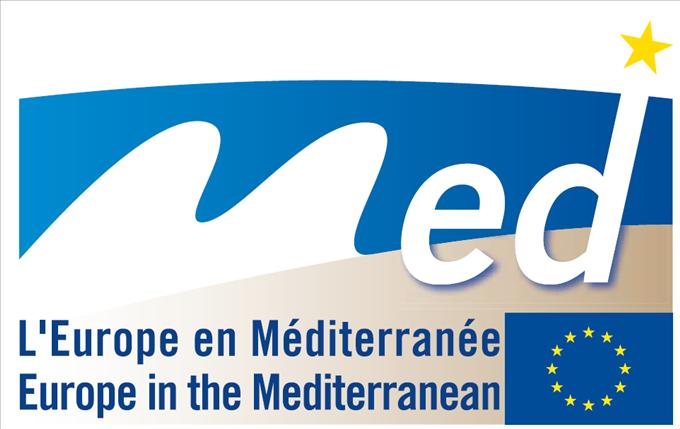 Med
L'Europe en Méditerranée
Europe in the Mediterranean